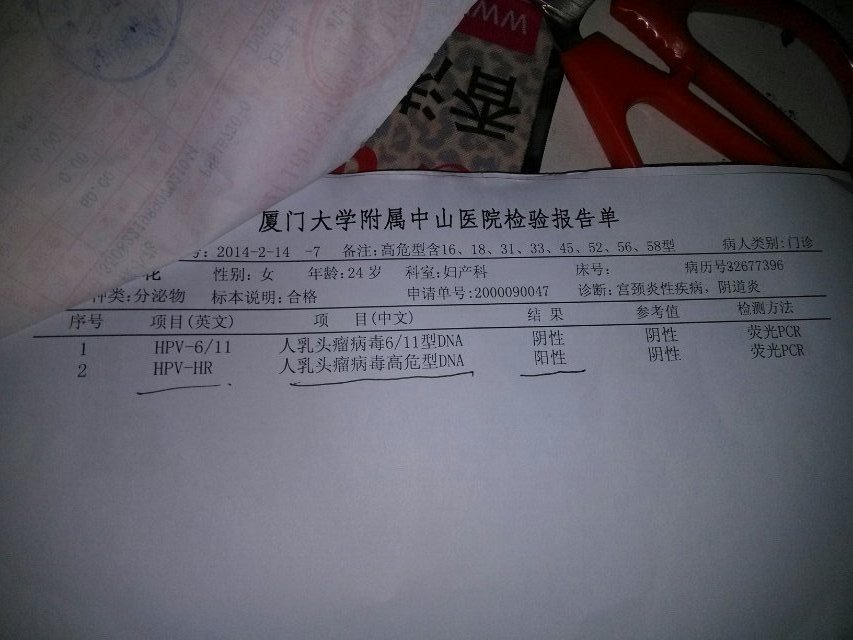 WWW
香
厦门大学附属中山医院检验报告单
2014-2-14 -7 备注:高危型含16、18、31、33、45、52、56、58型 病人类别:门诊
性别: 女 年龄:24 岁 科室:妇产科 床号: 病历号32677396
种类:分泌物 标本说明:合格 申请单号:2000090047 诊断:宫颈炎性疾病、阴道炎
序号 项目(英文) 项 目(中文) 结 果 参考值 检测方法
1 HPV-6/11 人乳头瘤病毒6/11型DNA 阴性 阴性 荧光PCR
2 HPV-HR 人乳头瘤病毒高危型DNA 阳性 阴性 荧光PCR